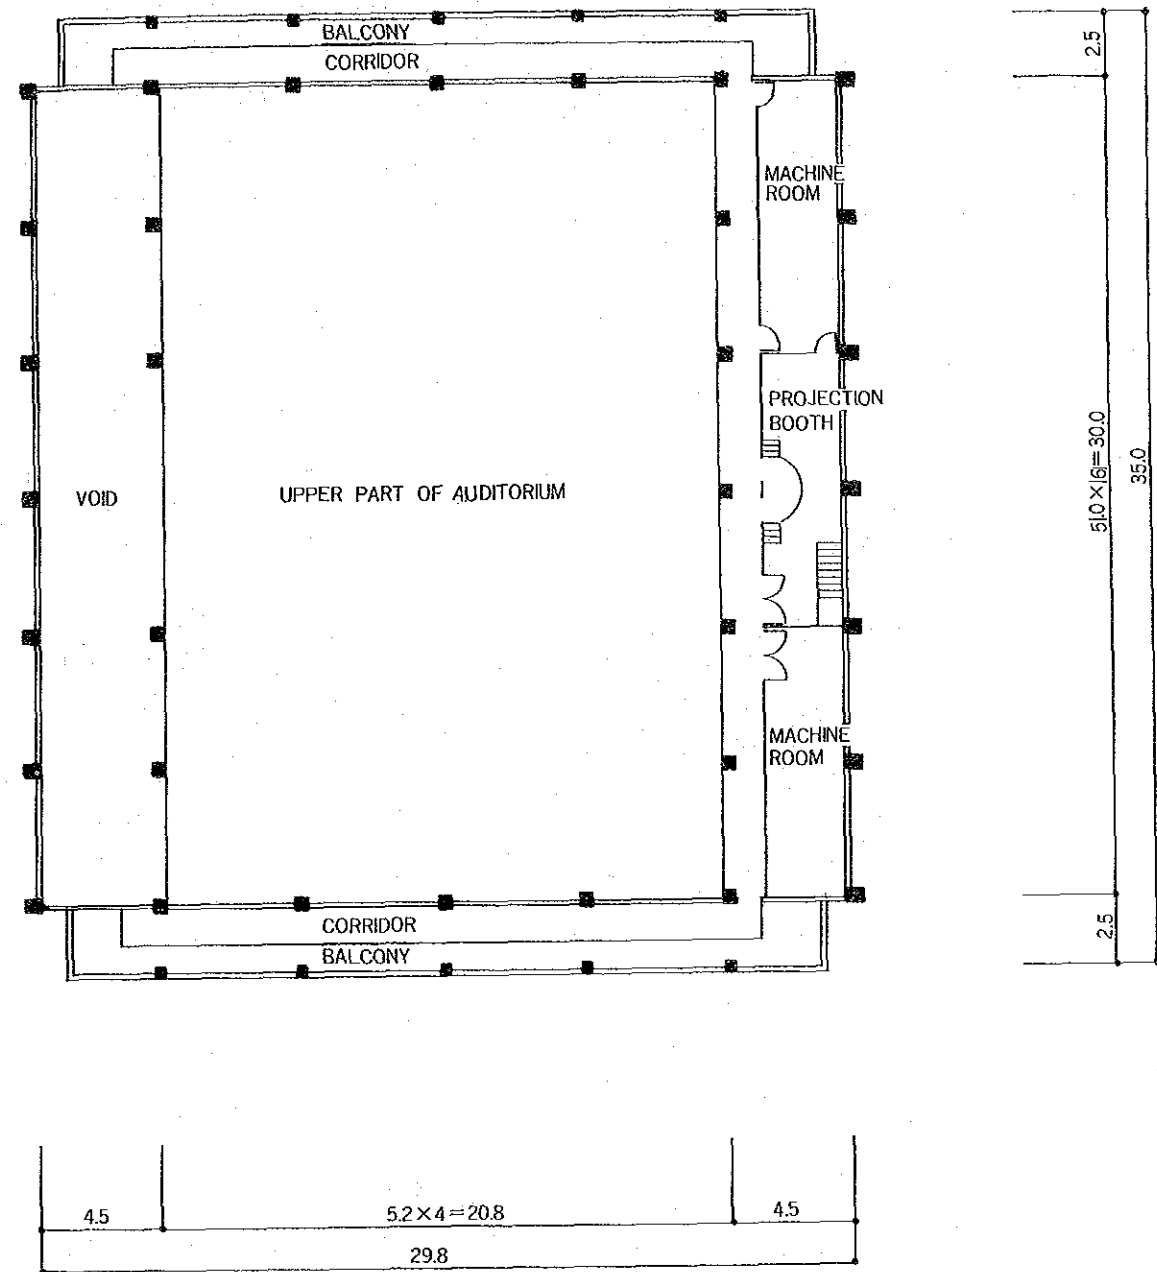 BALCONY
CORRIDOR
2.5
MACHINE
ROOM
PROJECTION
BOOTH
VOID
UPPER PART OF AUDITORIUM
5.0×6=30.0
35.0
MACHINE
ROOM
CORRIDOR
BALCONY
2.5
4.5
5.2×4=20.8
4.5
29.8